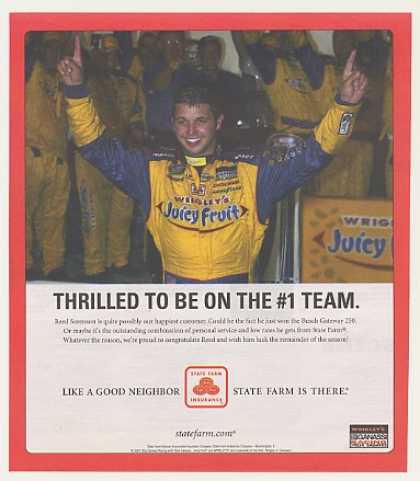 WRIGLEY'S
Juicy Fruit
WRIGLE
Juicy Fru
THRILLED TO BE ON THE #1 TEAM.
Reed Sorenson is quite possibly our happiest customer. Could be the fact he just won the Busch Gateway 250.
Or maybe it's the outstanding combination of personal service and low rates he gets from State Farm®.
Whatever the reason, we're proud to congratulate Reed and wish him luck the remainder of the season!
LIKE A GOOD NEIGHBOR
STATE FARM
INSURANCE
STATE FARM IS THERE.®
statefarm.com®
WRIGLEY'S
GANASSI
RACING